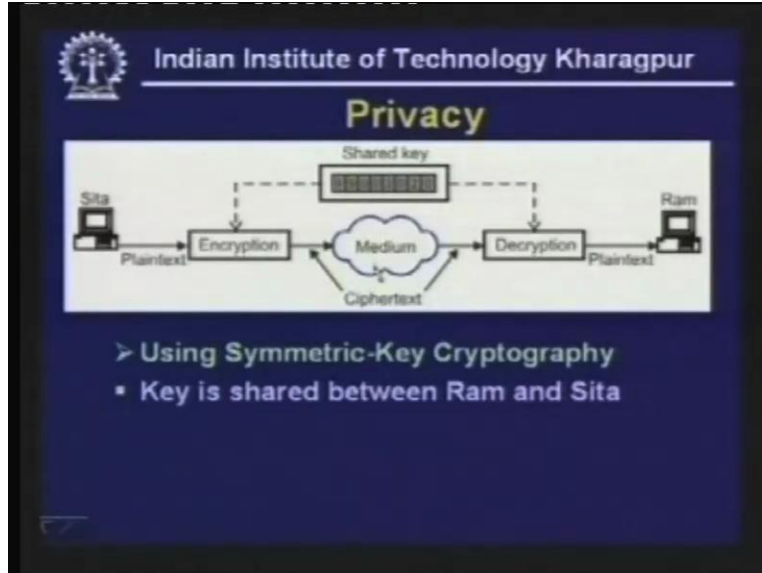 Indian Institute of Technology Kharagpur
Privacy
Shared key
Sita
Ram
Encryption
Medium
Decryption
Plaintext
Plaintext
Ciphertext
➢ Using Symmetric-Key Cryptography
▪ Key is shared between Ram and Sita